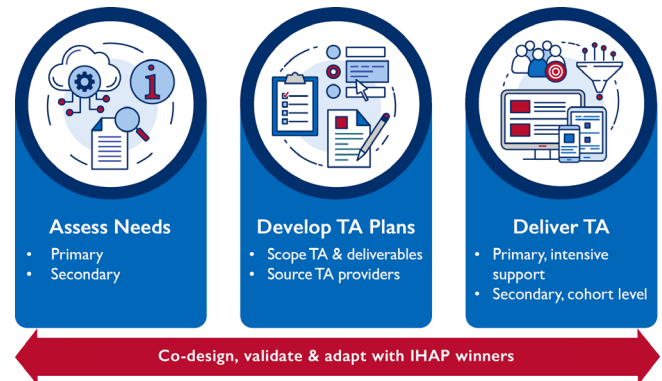 Assess Needs
• Primary
• Secondary
Develop TA Plans
• Scope TA & deliverables
• Source TA providers
Deliver TA
• Primary, intensive
support
• Secondary, cohort level
Co-design, validate & adapt with IHAP winners